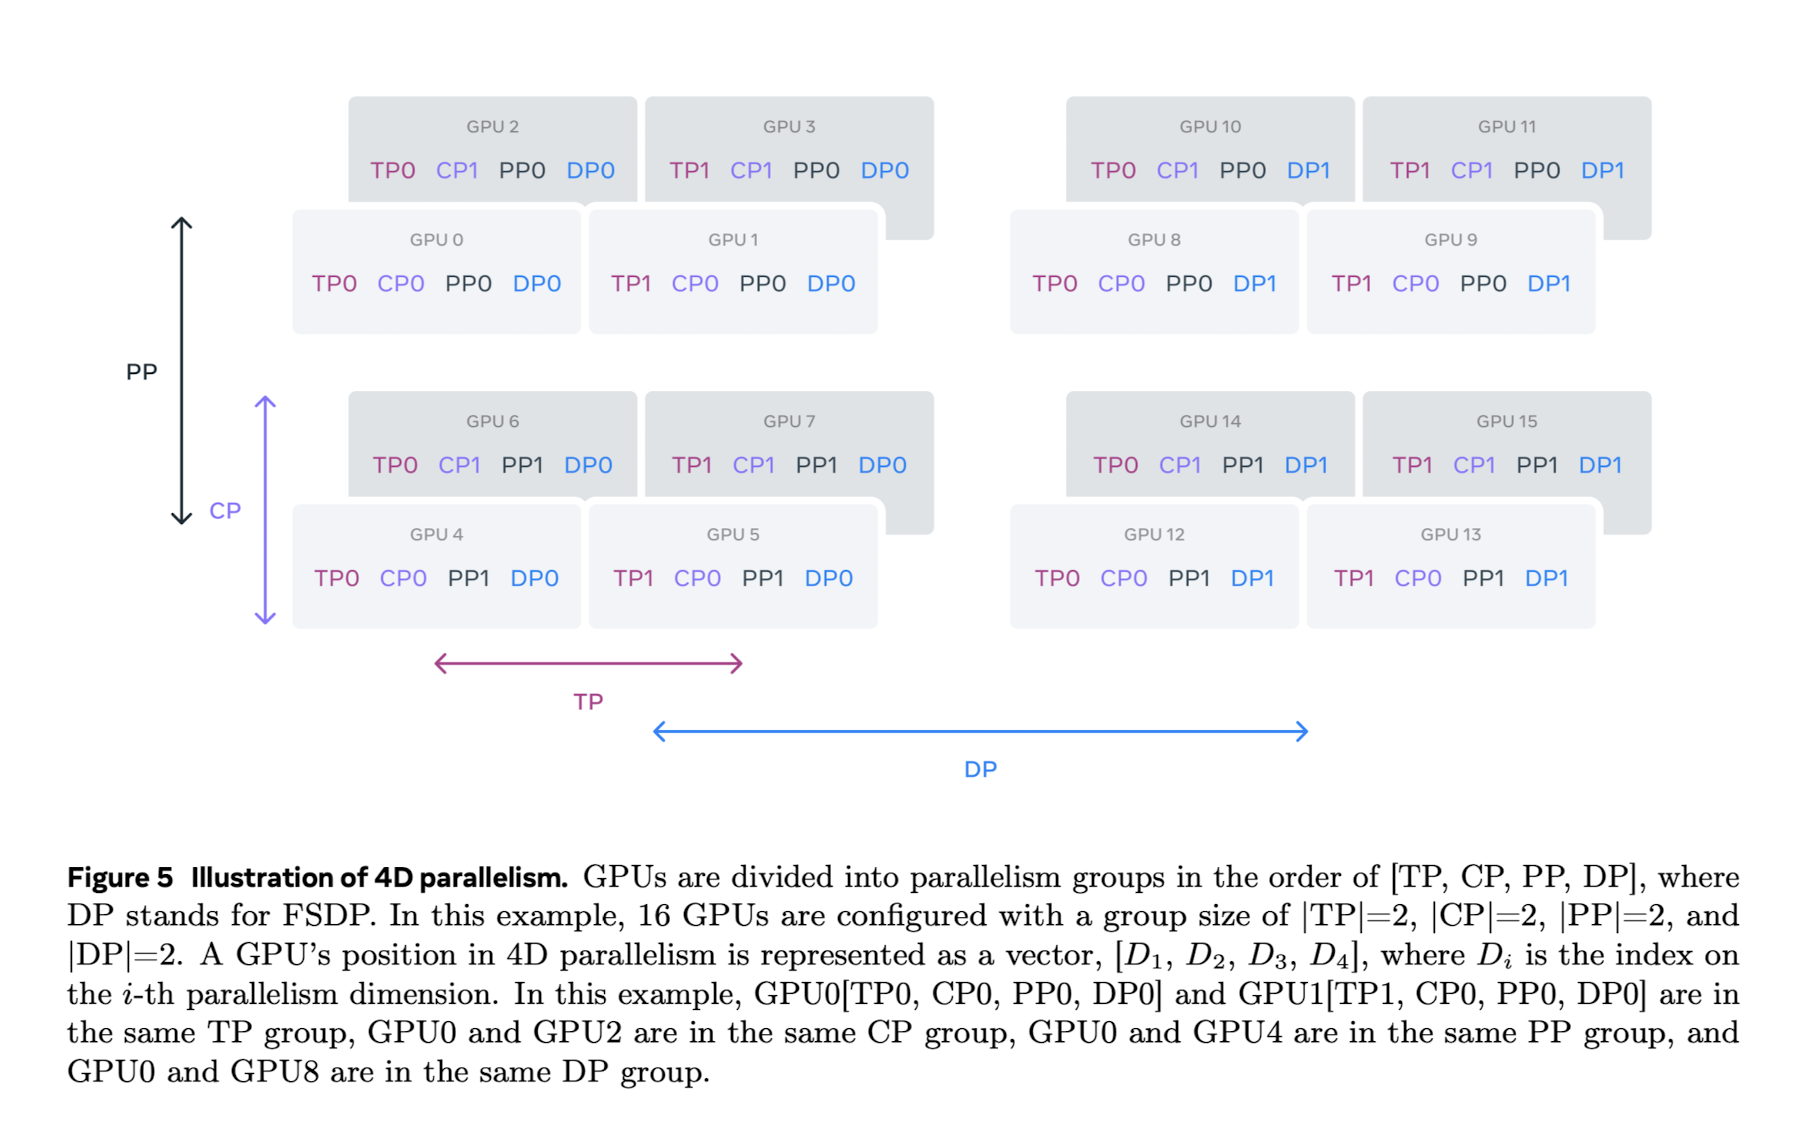 GPU 2 GPU 3 GPU 10 GPU 11
TP0 CP1 PP0 DP0 TP1 CP1 PP0 DP0 TP0 CP1 PP0 DP1 TP1 CP1 PP0 DP1
GPU 0 GPU 1 GPU 8 GPU 9
TP0 CP0 PP0 DP0 TP1 CP0 PP0 DP0 TP0 CP0 PP0 DP1 TP1 CP0 PP0 DP1
PP
GPU 6 GPU 7 GPU 14 GPU 15
TP0 CP1 PP1 DP0 TP1 CP1 PP1 DP0 TP0 CP1 PP1 DP1 TP1 CP1 PP1 DP1
CP
GPU 4 GPU 5 GPU 12 GPU 13
TP0 CP0 PP1 DP0 TP1 CP0 PP1 DP0 TP0 CP0 PP1 DP1 TP1 CP0 PP1 DP1
TP
DP
Figure 5 Illustration of 4D parallelism. GPUs are divided into parallelism groups in the order of [TP, CP, PP, DP], where
DP stands for FSDP. In this example, 16 GPUs are configured with a group size of |TP|=2, |CP|=2, |PP|=2, and
|DP|=2. A GPU's position in 4D parallelism is represented as a vector, [D₁, D₂, D₃, D₄], where Dᵢ is the index on
the i-th parallelism dimension. In this example, GPU0[TP0, CP0, PP0, DP0] and GPU1[TP1, CP0, PP0, DP0] are in
the same TP group, GPU0 and GPU2 are in the same CP group, GPU0 and GPU4 are in the same PP group, and
GPU0 and GPU8 are in the same DP group.